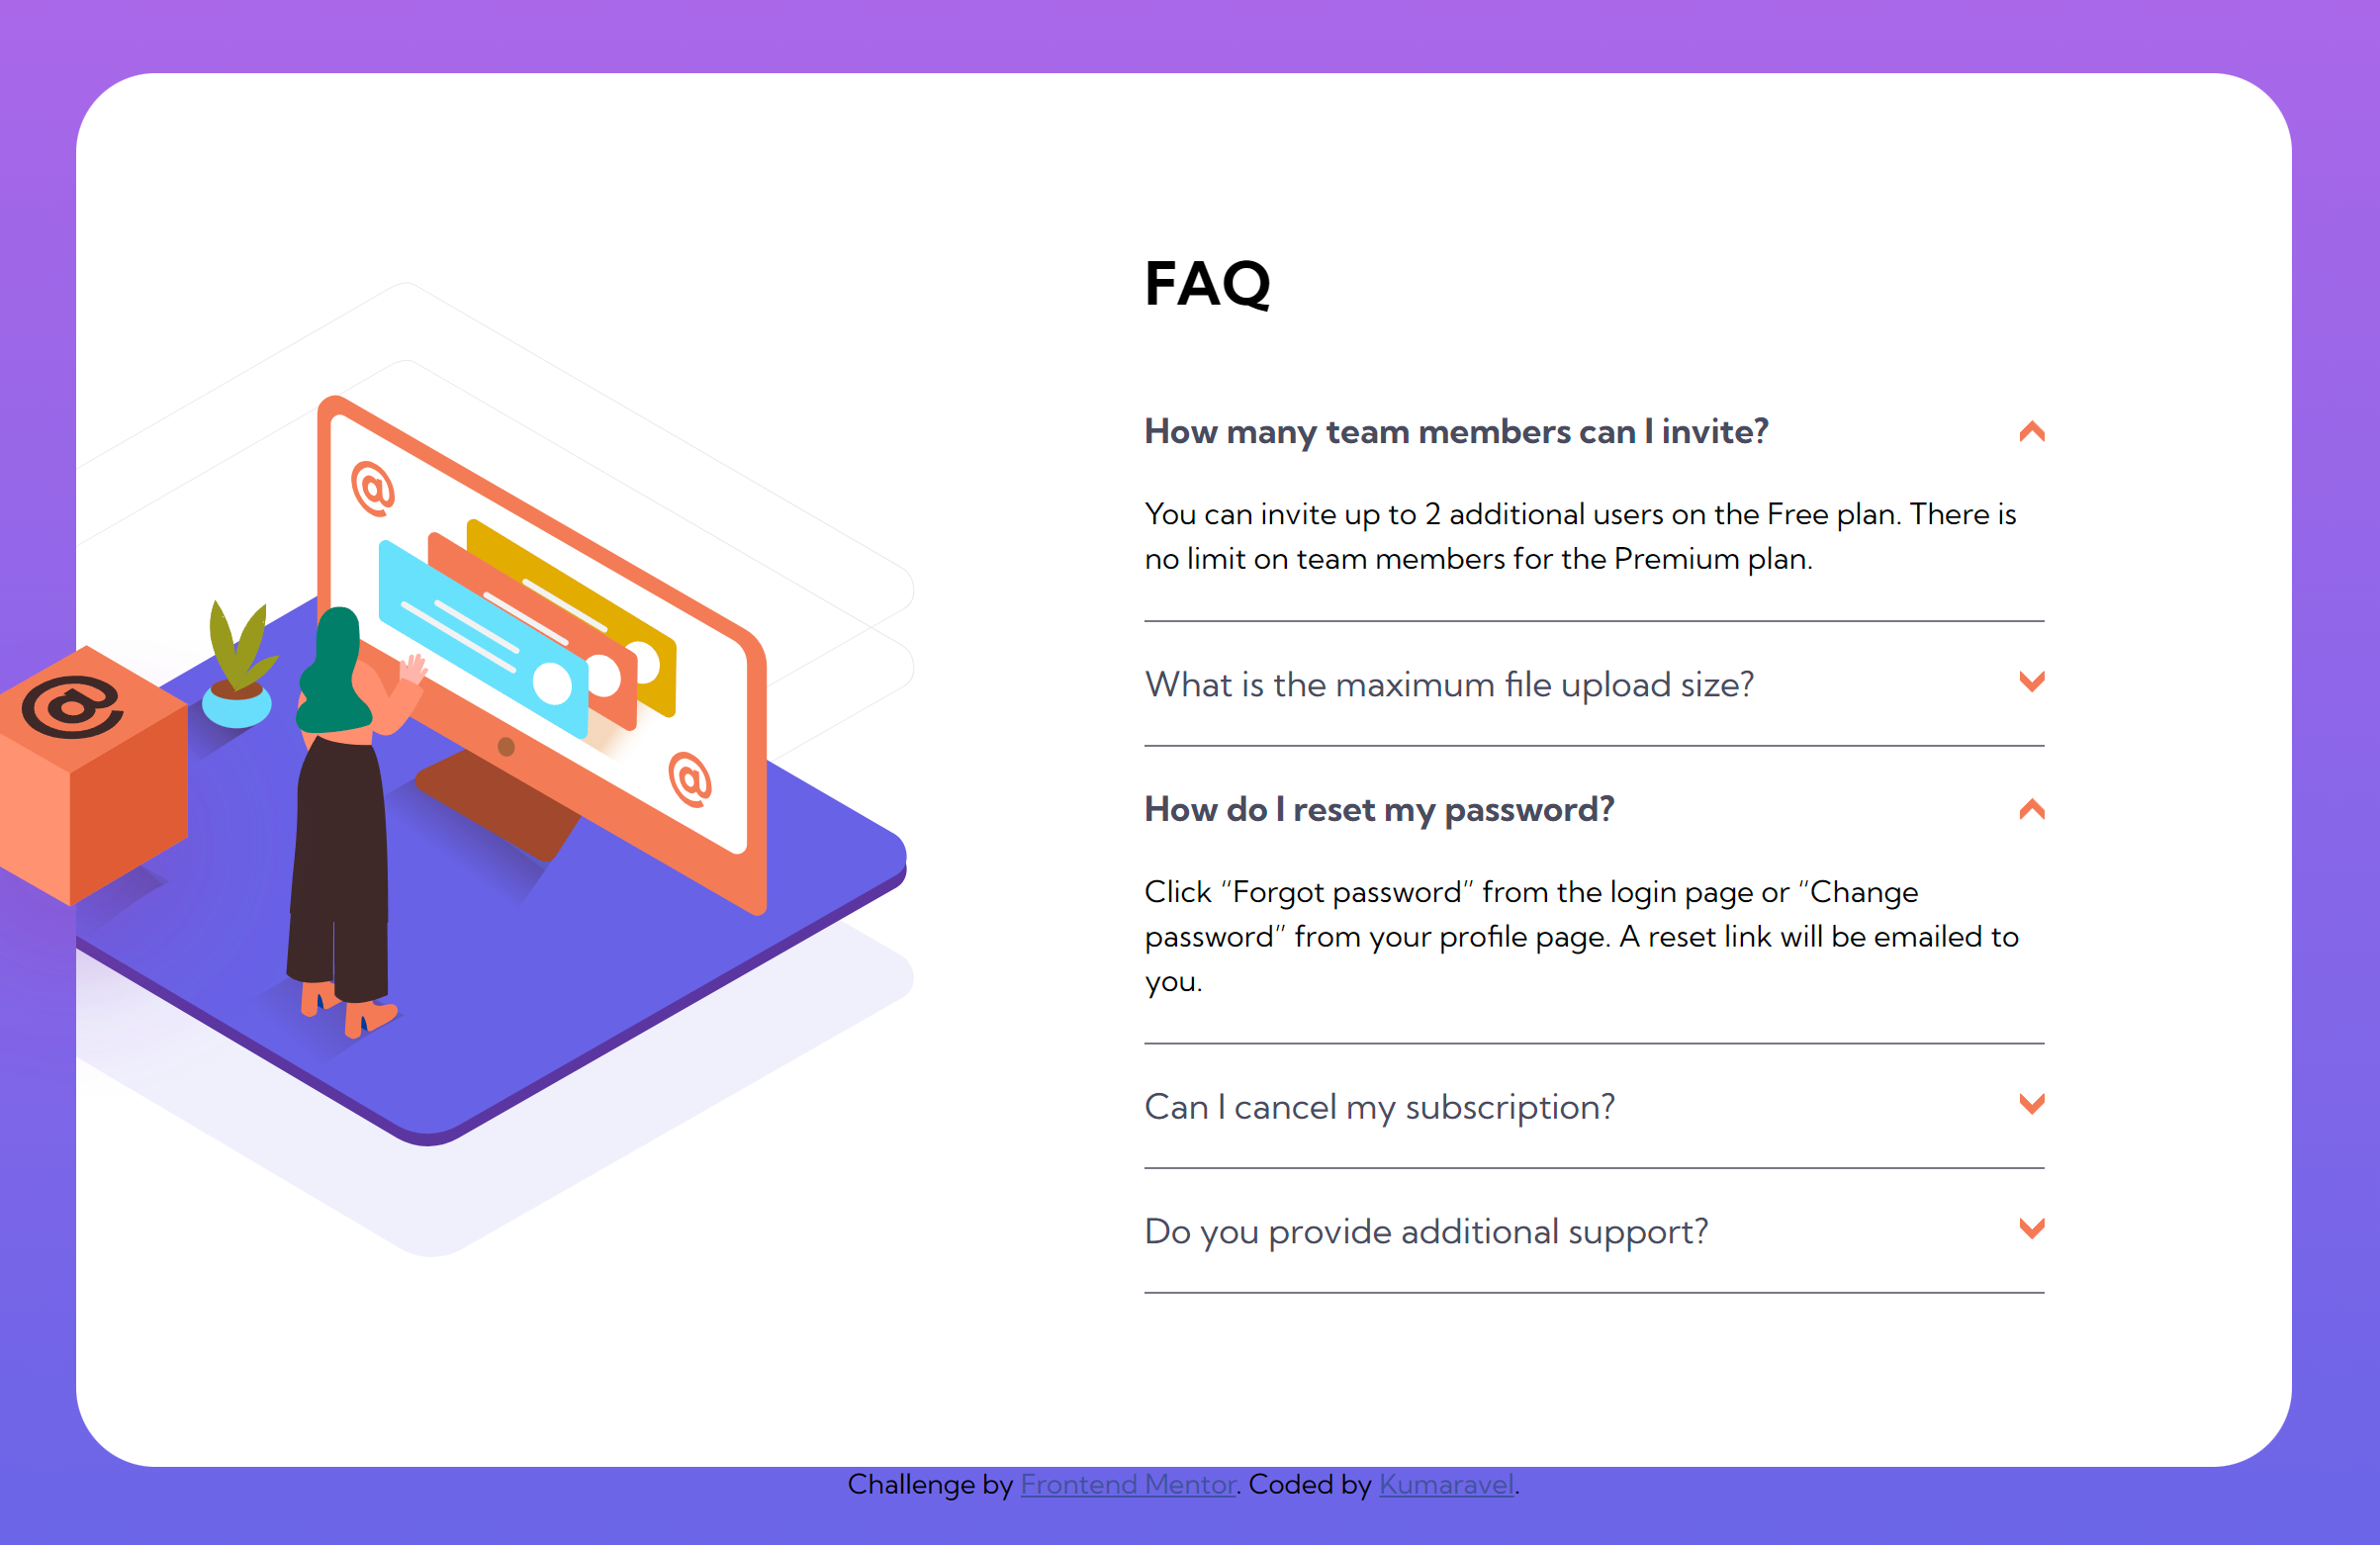 FAQ
How many team members can I invite?
You can invite up to 2 additional users on the Free plan. There is
no limit on team members for the Premium plan.
What is the maximum file upload size?
How do I reset my password?
Click “Forgot password” from the login page or “Change
password” from your profile page. A reset link will be emailed to
you.
Can I cancel my subscription?
Do you provide additional support?
@
@
@
Challenge by Frontend Mentor. Coded by Kumaravel.